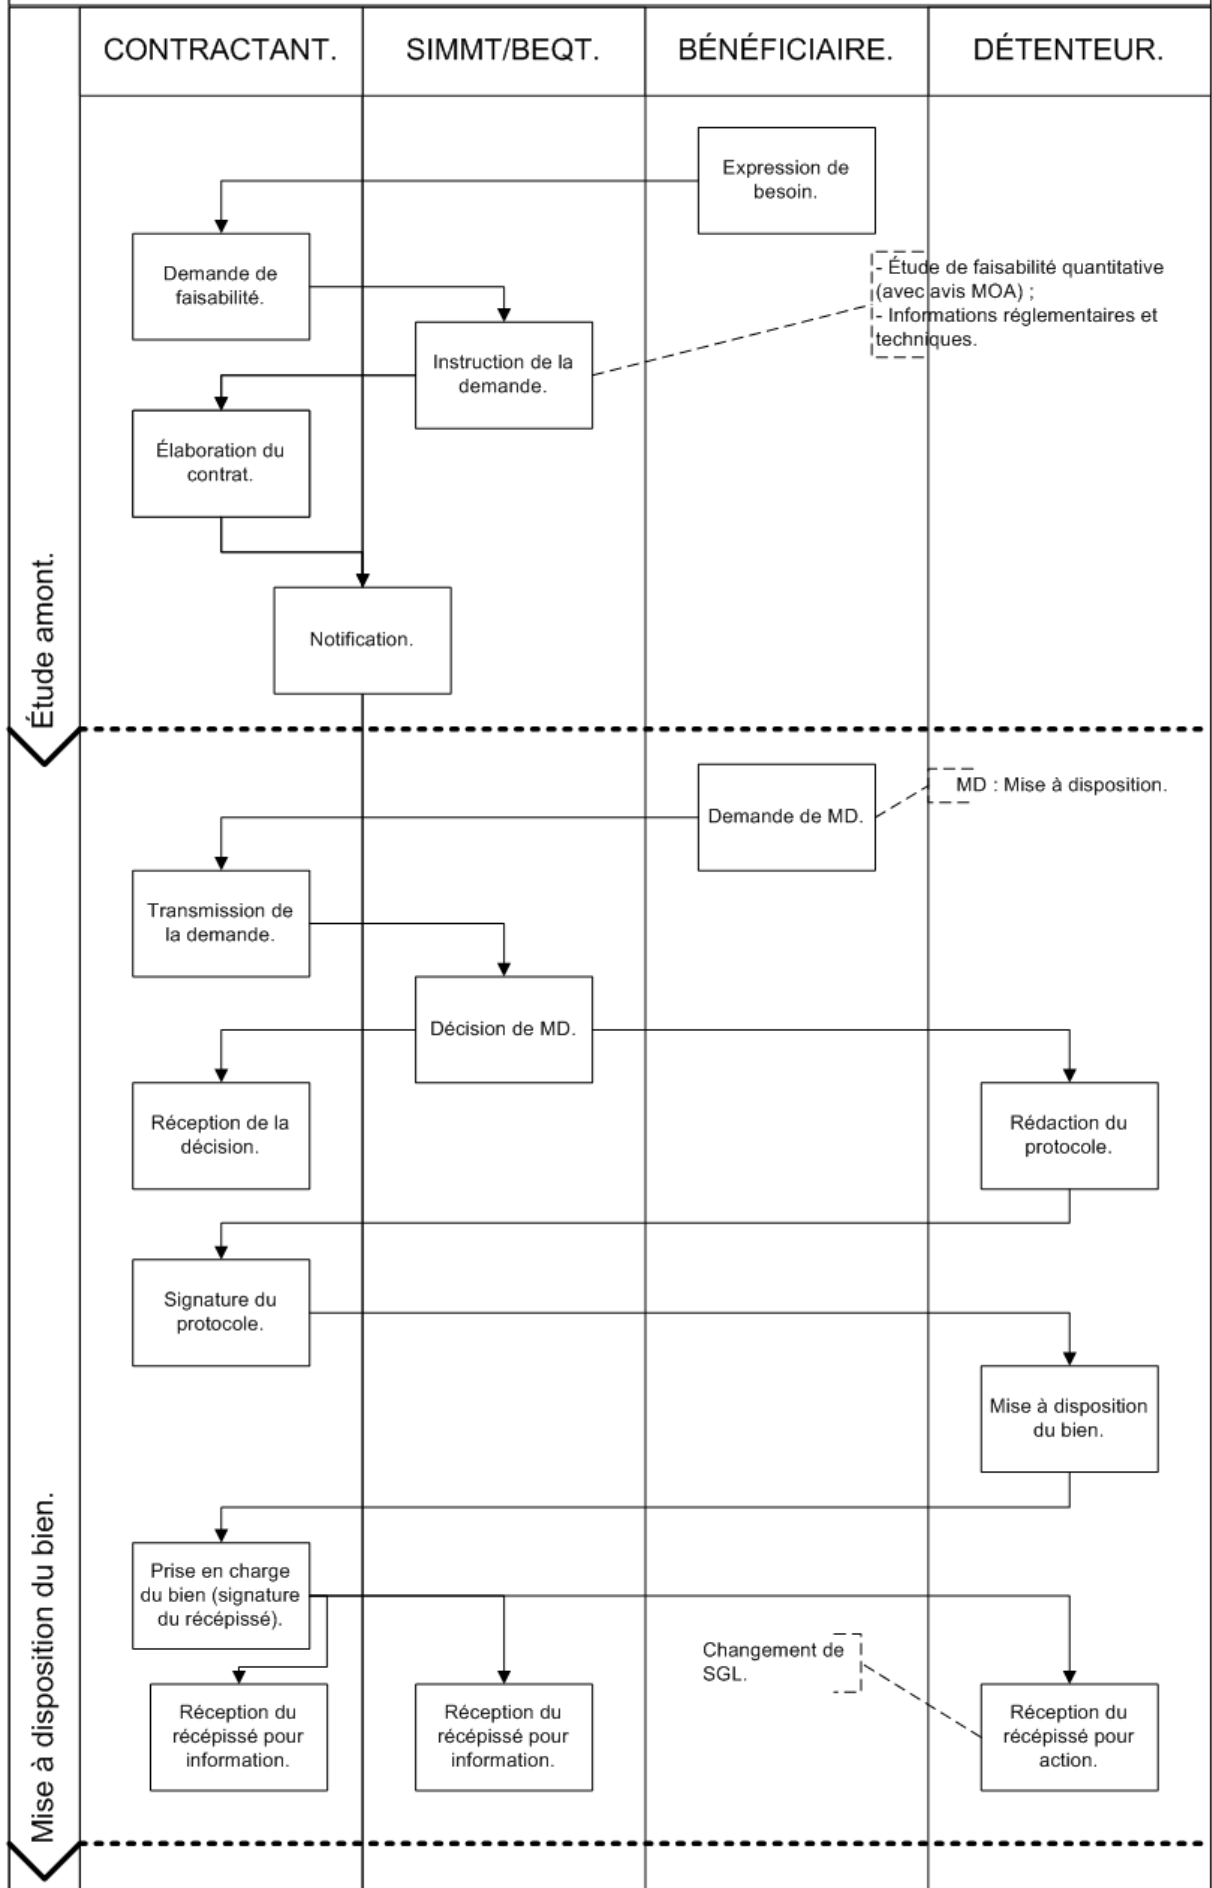 CONTRACTANT.
SIMMT/BEQT.
BÉNÉFICIAIRE.
DÉTENTEUR.
Étude amont.
Expression de
besoin.
Demande de
faisabilité.
- Étude de faisabilité quantitative
(avec avis MOA) ;
- Informations réglementaires et
techniques.
Instruction de la
demande.
Élaboration du
contrat.
Notification.
Mise à disposition du bien.
Demande de MD.
MD : Mise à disposition.
Transmission de
la demande.
Décision de MD.
Réception de la
décision.
Rédaction du
protocole.
Signature du
protocole.
Mise à disposition
du bien.
Prise en charge
du bien (signature
du récépissé).
Changement de
SGL.
Réception du
récépissé pour
information.
Réception du
récépissé pour
information.
Réception du
récépissé pour
action.